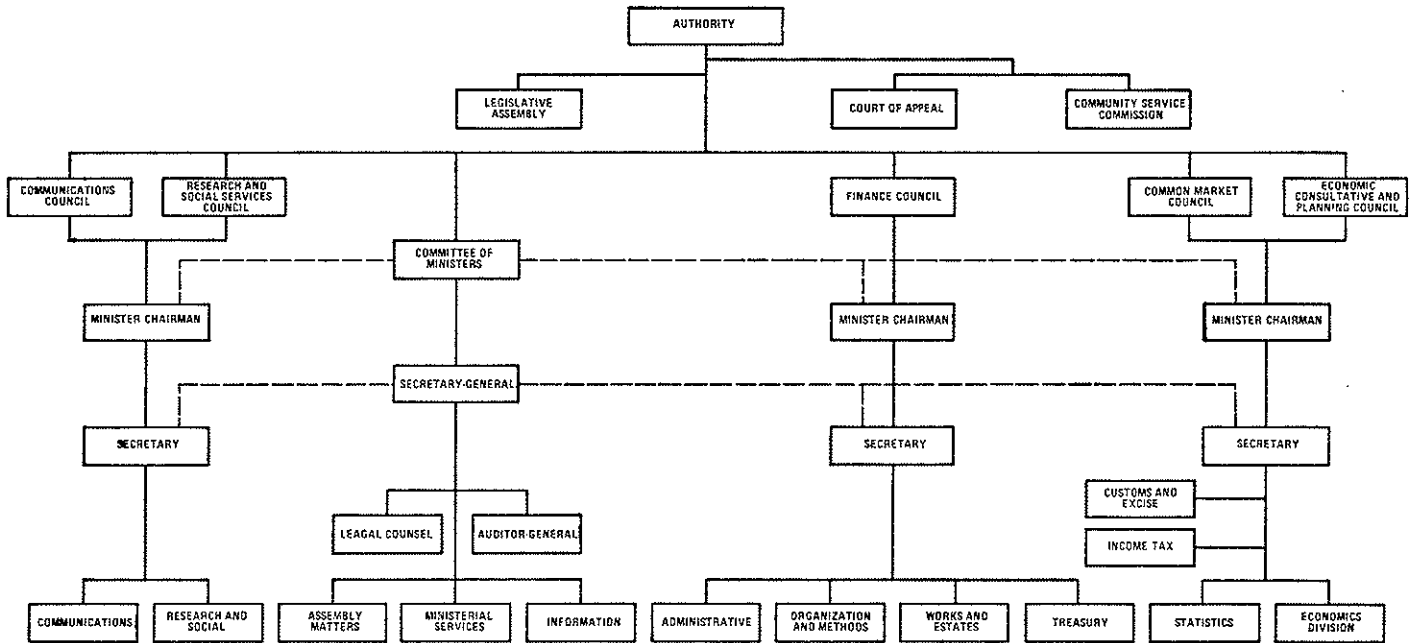 AUTHORITY
LEGISLATIVE
ASSEMBLY
COURT OF APPEAL
COMMUNITY SERVICE
COMMISSION
COMMUNICATIONS
COUNCIL
RESEARCH AND
SOCIAL SERVICES
COUNCIL
FINANCE COUNCIL
COMMON MARKET
COUNCIL
ECONOMIC
CONSULTATIVE AND
PLANNING COUNCIL
COMMITTEE OF
MINISTERS
MINISTER CHAIRMAN
MINISTER CHAIRMAN
MINISTER CHAIRMAN
SECRETARY-GENERAL
SECRETARY
SECRETARY
SECRETARY
CUSTOMS AND
EXCISE
LEAGAL COUNSEL
AUDITOR-GENERAL
INCOME TAX
COMMUNICATIONS
RESEARCH AND
SOCIAL
ASSEMBLY
MATTERS
MINISTERIAL
SERVICES
INFORMATION
ADMINISTRATIVE
ORGANIZATION
AND METHODS
WORKS AND
ESTATES
TREASURY
STATISTICS
ECONOMICS
DIVISION